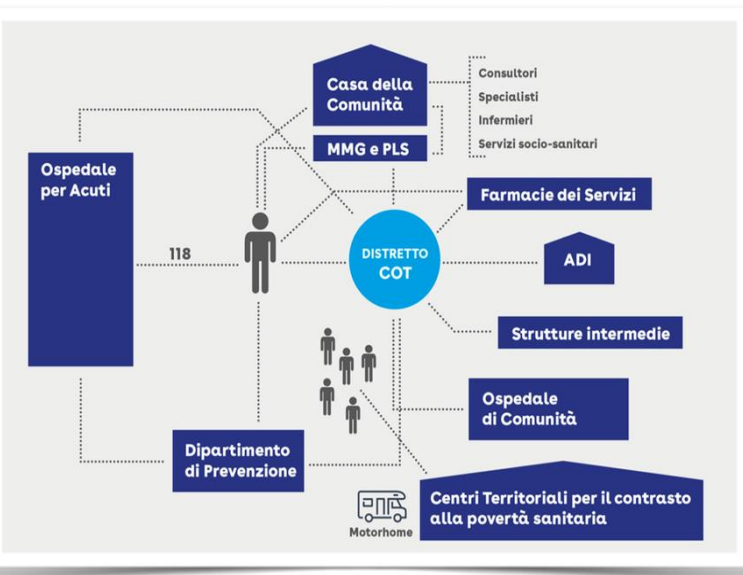 Casa della
Comunità
Consultori
Specialisti
Infermieri
Servizi socio-sanitari
MMG e PLS
Ospedale
per Acuti
Farmacie dei Servizi
118
DISTRETTO
COT
ADI
Strutture intermedie
Ospedale
di Comunità
Dipartimento
di Prevenzione
Motorhome
Centri Territoriali per il contrasto
alla povertà sanitaria